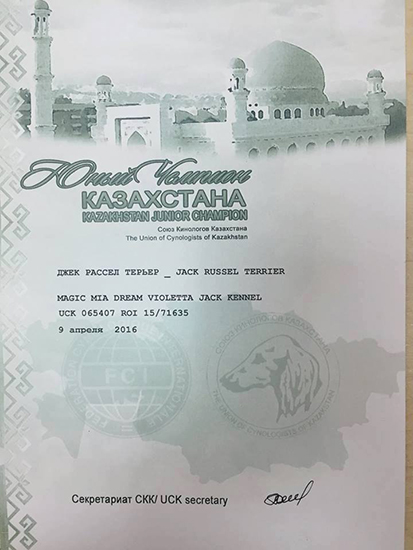 Юный Чемпион
КАЗАХСТАНА
KAZAKHSTAN JUNIOR CHAMPION
Союз Кинологов Казахстана
The Union of Cynologists of Kazakhstan
ДЖЕК РАССЕЛ ТЕРЬЕР _ JACK RUSSEL TERRIER
MAGIC MIA DREAM VIOLETTA JACK KENNEL
UCK 065407 ROI 15/71635
9 апреля 2016
FCI
Секретариат СКК/ UCK secretary